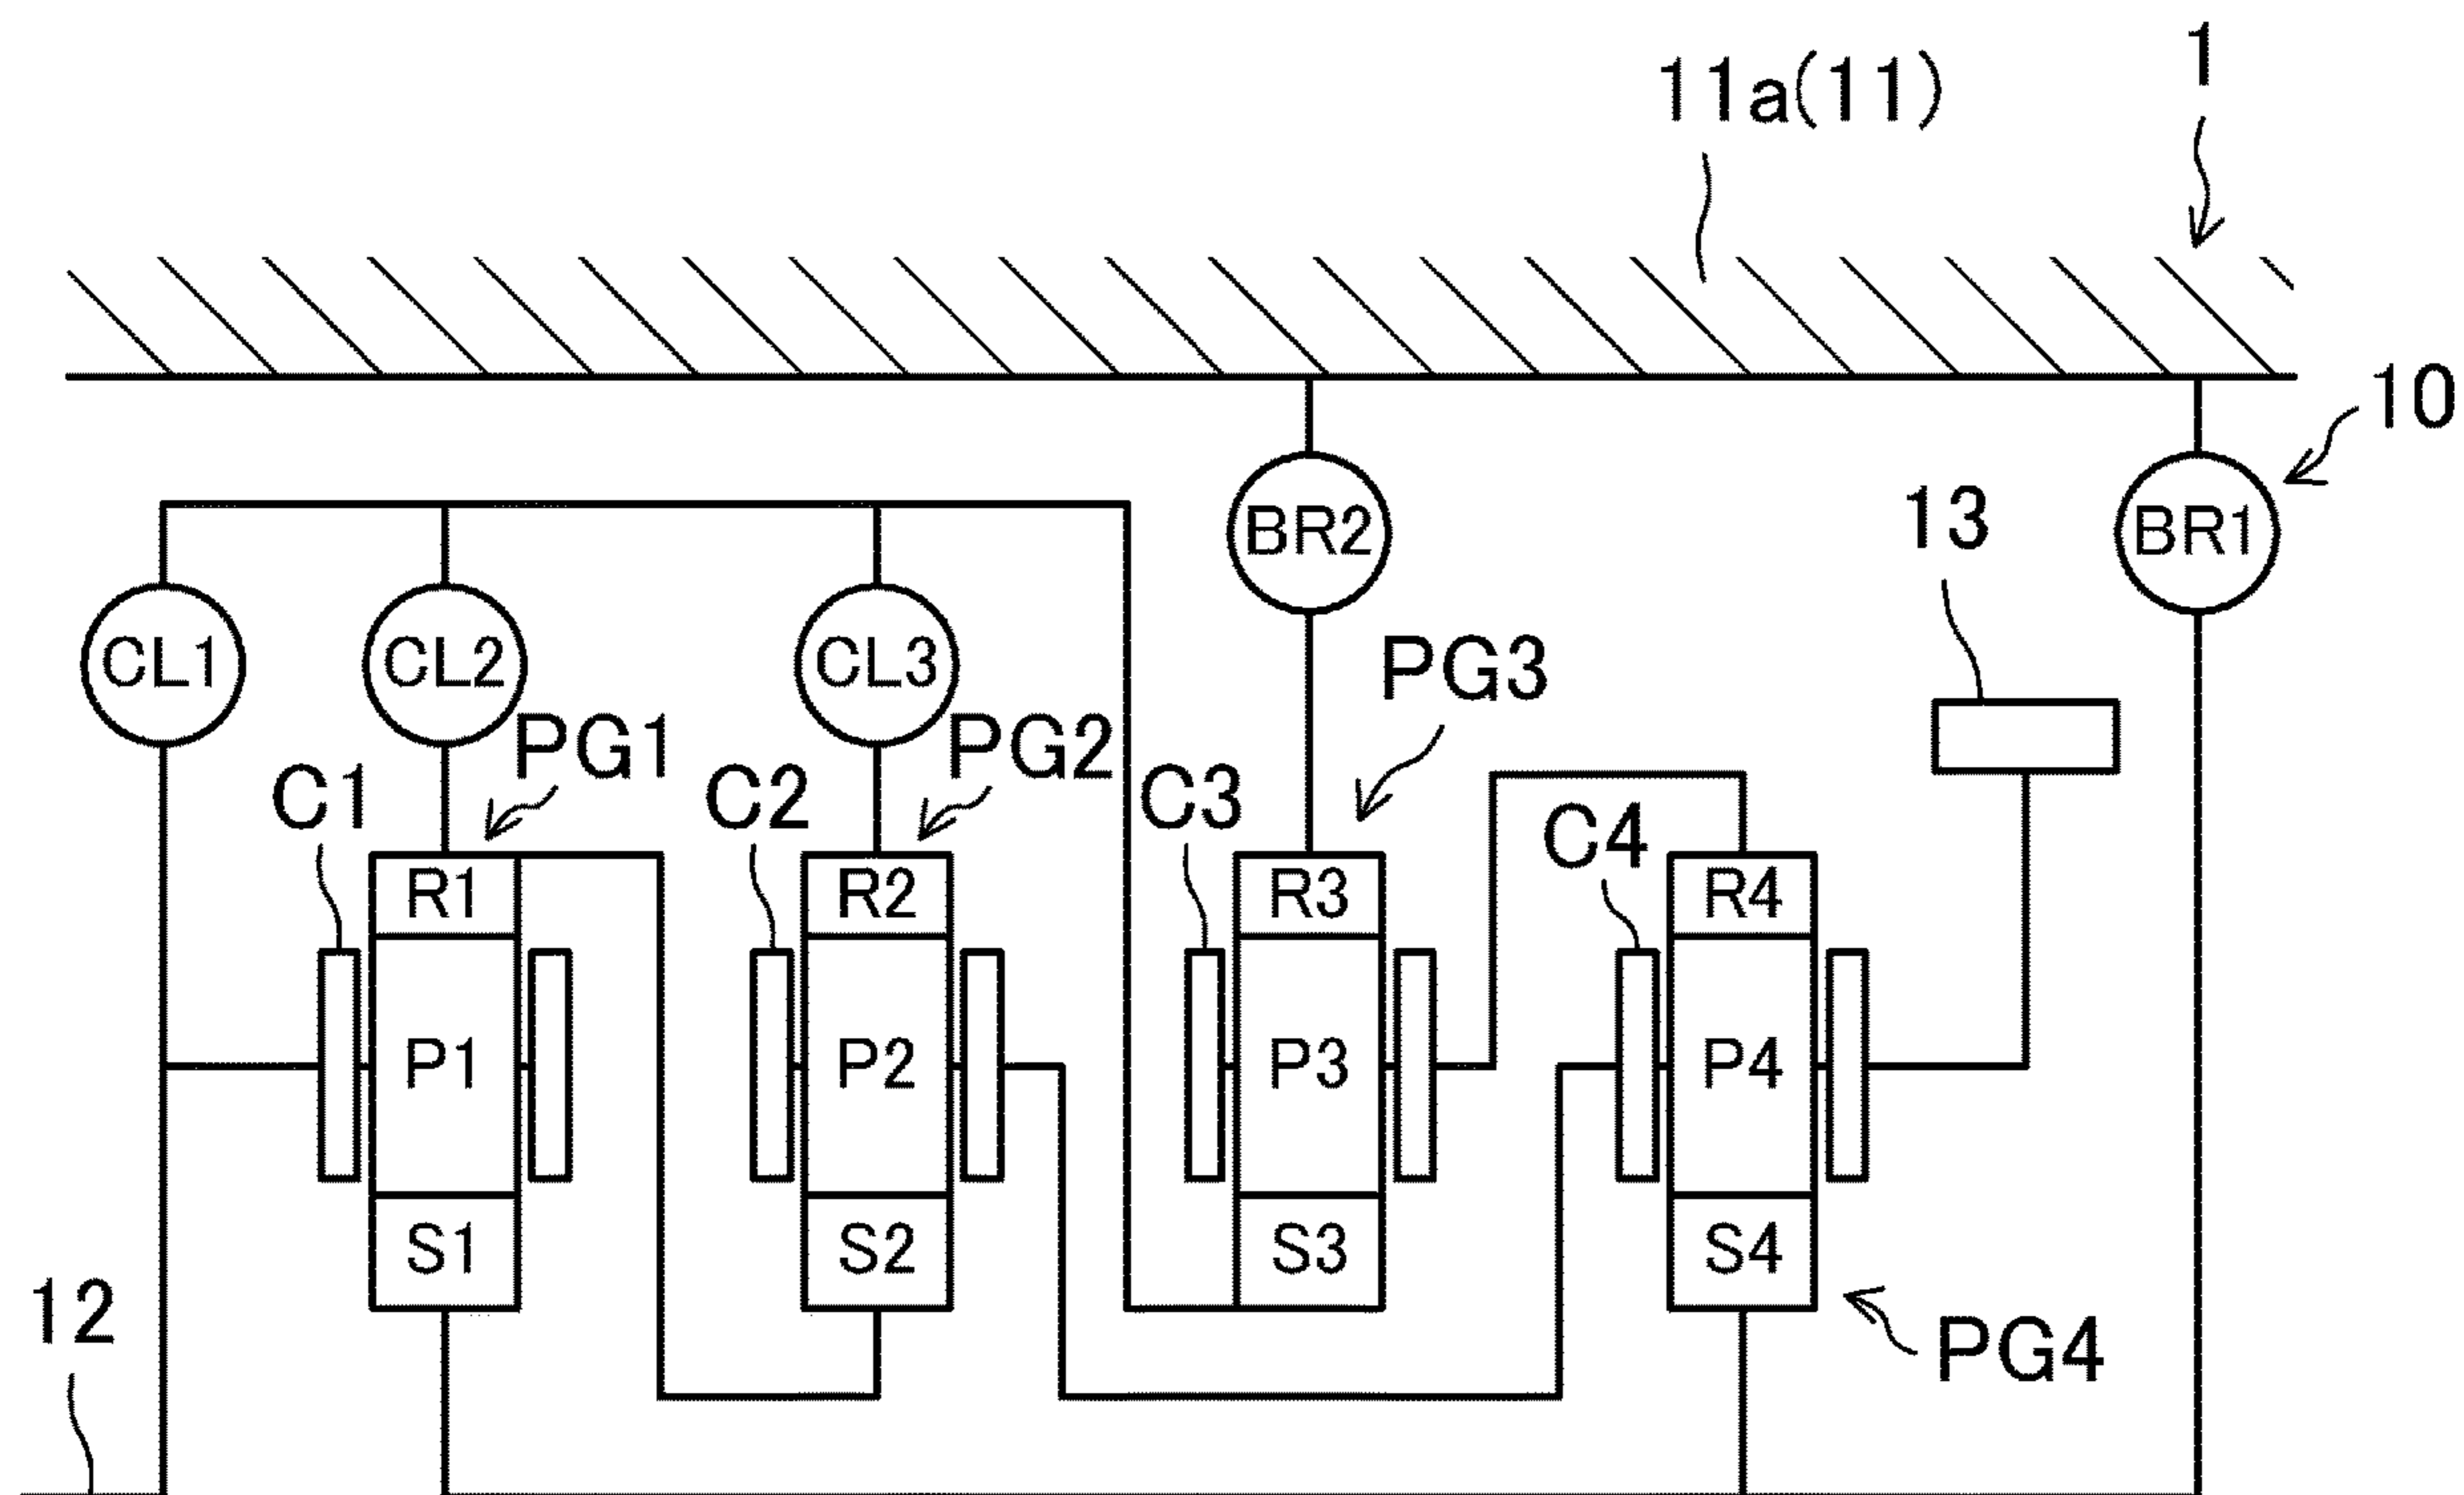 1
11a(11)
10
BR2
13
BR1
CL1
CL2
CL3
PG3
PG1
PG2
C1
C2
C3
C4
R1
R2
R3
R4
P1
P2
P3
P4
S1
S2
S3
S4
12
PG4